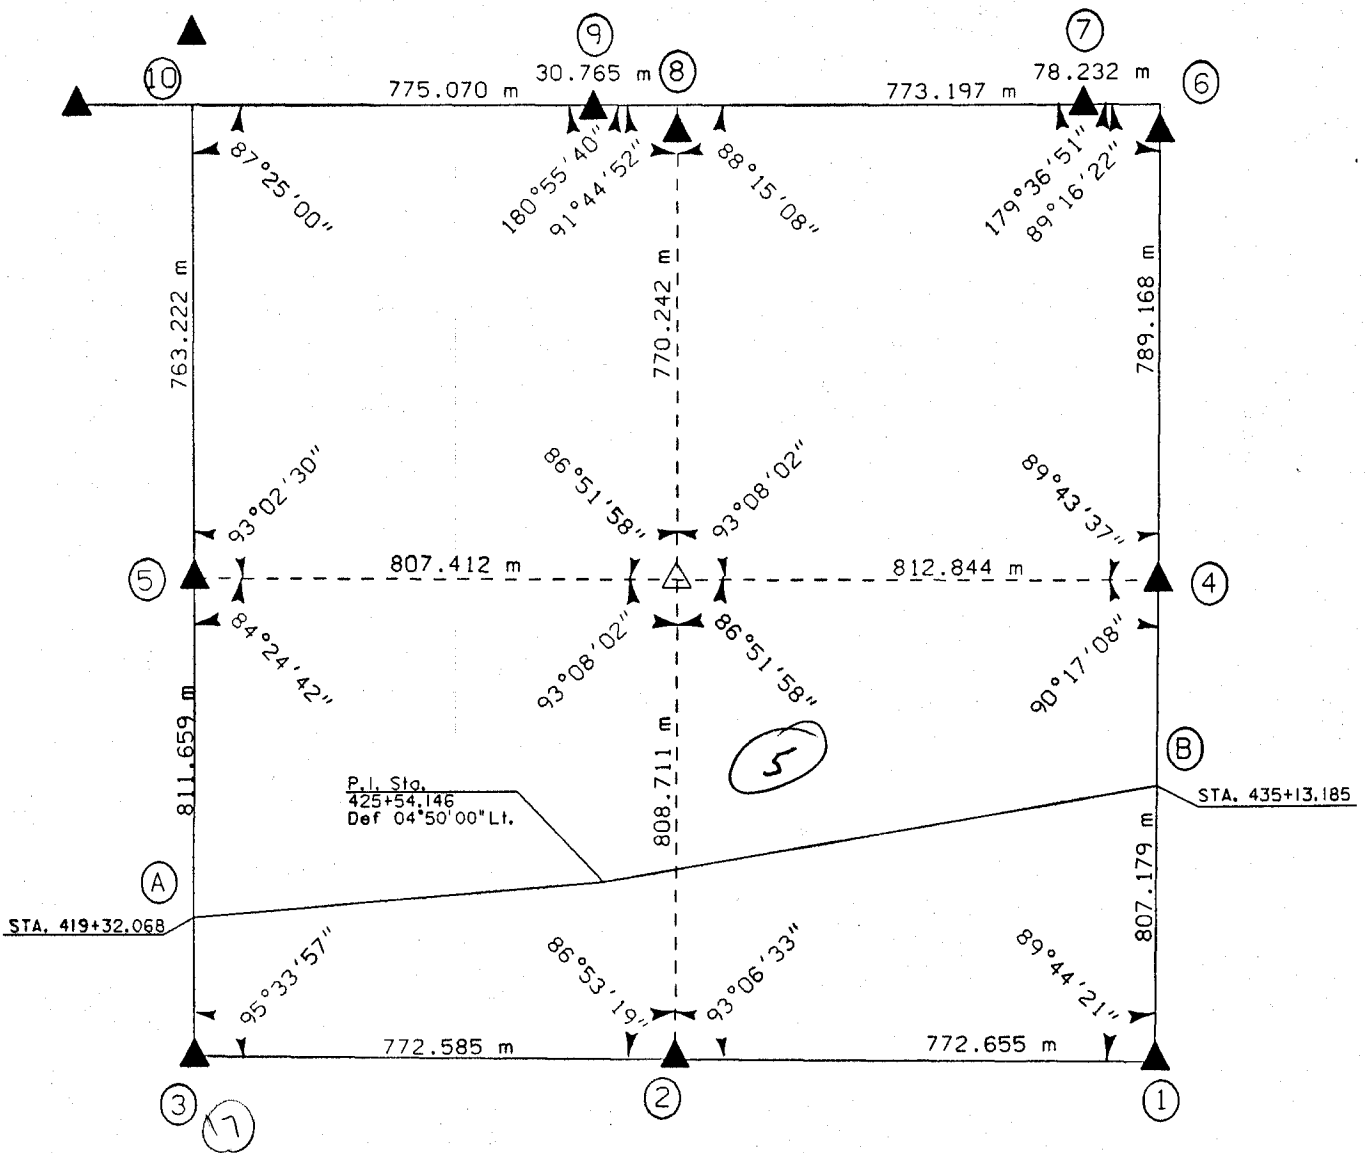 9
7
10
30.765 m
8
78.232 m
6
775.070 m
773.197 m
87°25'00"
180°55'40"
91°44'52"
88°15'08"
179°36'51"
89°16'22"
763.222 m
770.242 m
789.168 m
93°02'30"
86°51'58"
93°08'02"
89°43'37"
5
807.412 m
812.844 m
4
84°24'42"
93°08'02"
86°51'58"
90°17'08"
811.659 m
808.711 m
5
B
P.I. Sta.
425+54.146
Def 04°50'00" Lt.
STA. 435+13.185
807.179 m
A
STA. 419+32.068
95°33'57"
86°53'19"
93°06'33"
89°44'21"
772.585 m
772.655 m
3
17
2
1